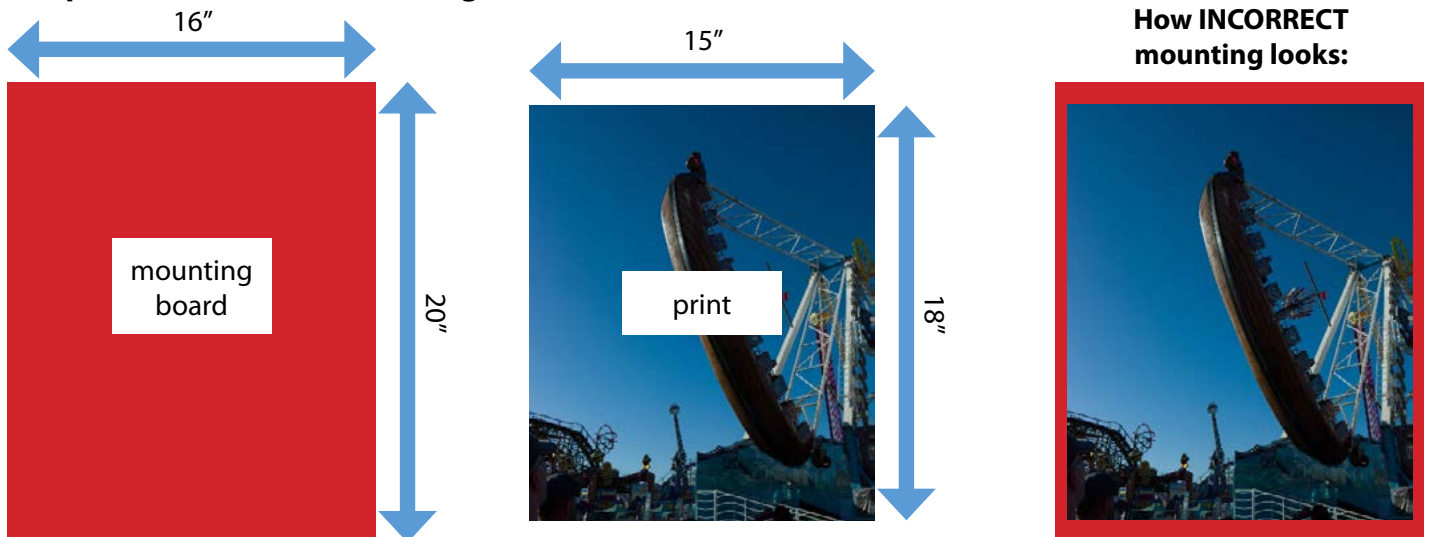 16”
mounting
board
20”
15”
print
18”
How INCORRECT
mounting looks: